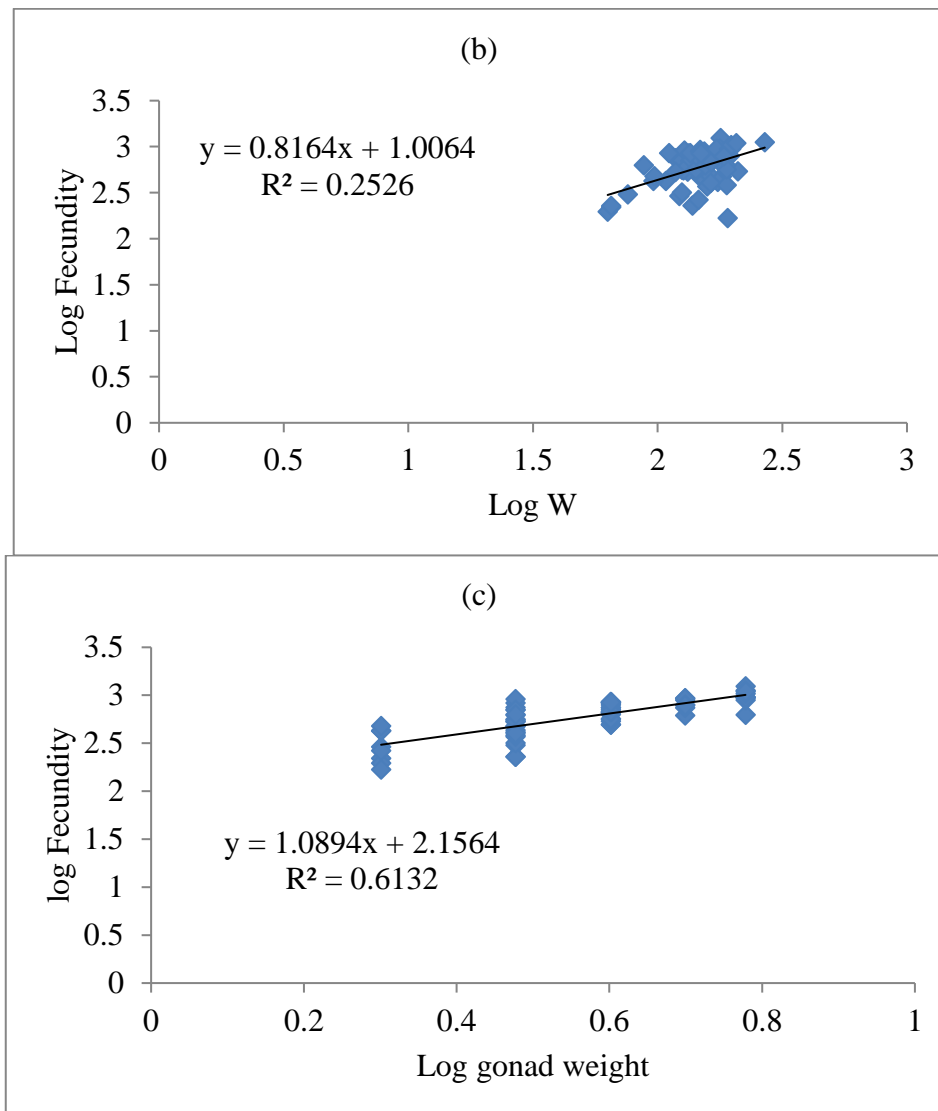 (b)
3.5
3
2.5
2
1.5
1
0.5
0
y = 0.8164x + 1.0064
R² = 0.2526
Log Fecundity
0 0.5 1 1.5 2 2.5 3
Log W
(c)
3.5
3
2.5
2
1.5
1
0.5
0
y = 1.0894x + 2.1564
R² = 0.6132
log Fecundity
0 0.2 0.4 0.6 0.8 1
Log gonad weight